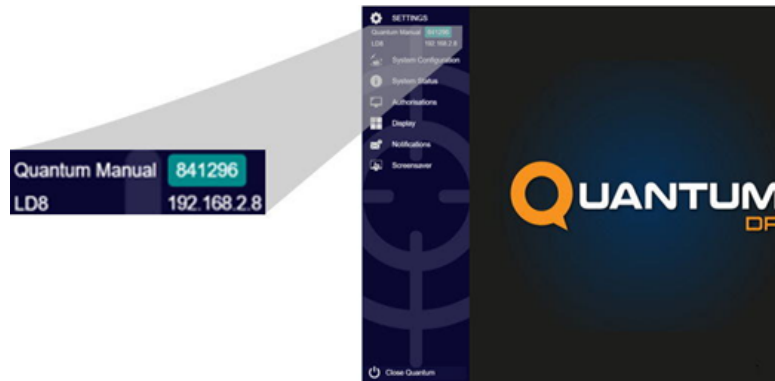 SETTINGS
Quantum Manual 841296
LD8 192.168.2.8
System Configuration
System Status
Authorisations
Display
Notifications
Screensaver
Quantum Manual 841296
LD8 192.168.2.8
QUANTUM
DP
Close Quantum